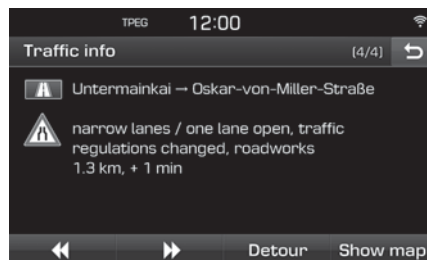 TPEG 12:00
Traffic info (4/4)
Untermainkai → Oskar-von-Miller-Straße
narrow lanes / one lane open, traffic
regulations changed, roadworks
1.3 km, + 1 min
Detour Show map